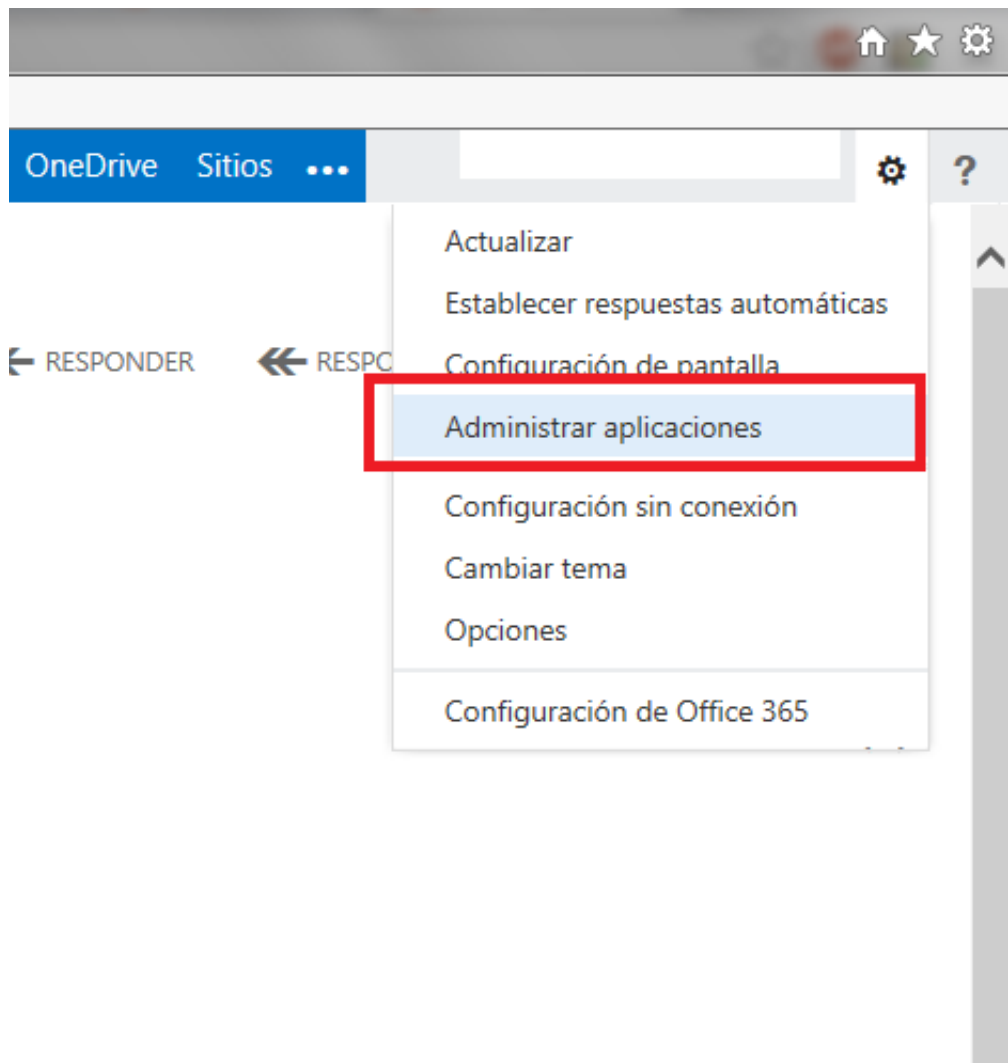 OneDrive Sitios •••
?
Actualizar
Establecer respuestas automáticas
RESPONDER
RESPO
Configuración de pantalla
Administrar aplicaciones
Configuración sin conexión
Cambiar tema
Opciones
Configuración de Office 365